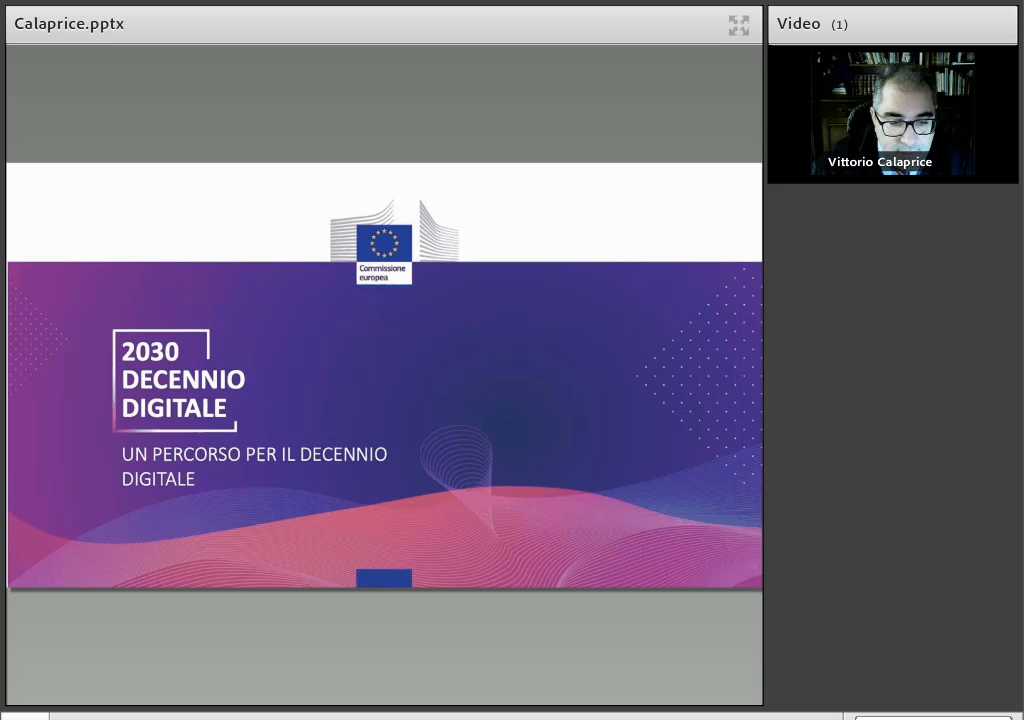 Calaprice.pptx
Video (1)
Vittorio Calaprice
Commissione
europea
2030
DECENNIO
DIGITALE
UN PERCORSO PER IL DECENNIO
DIGITALE